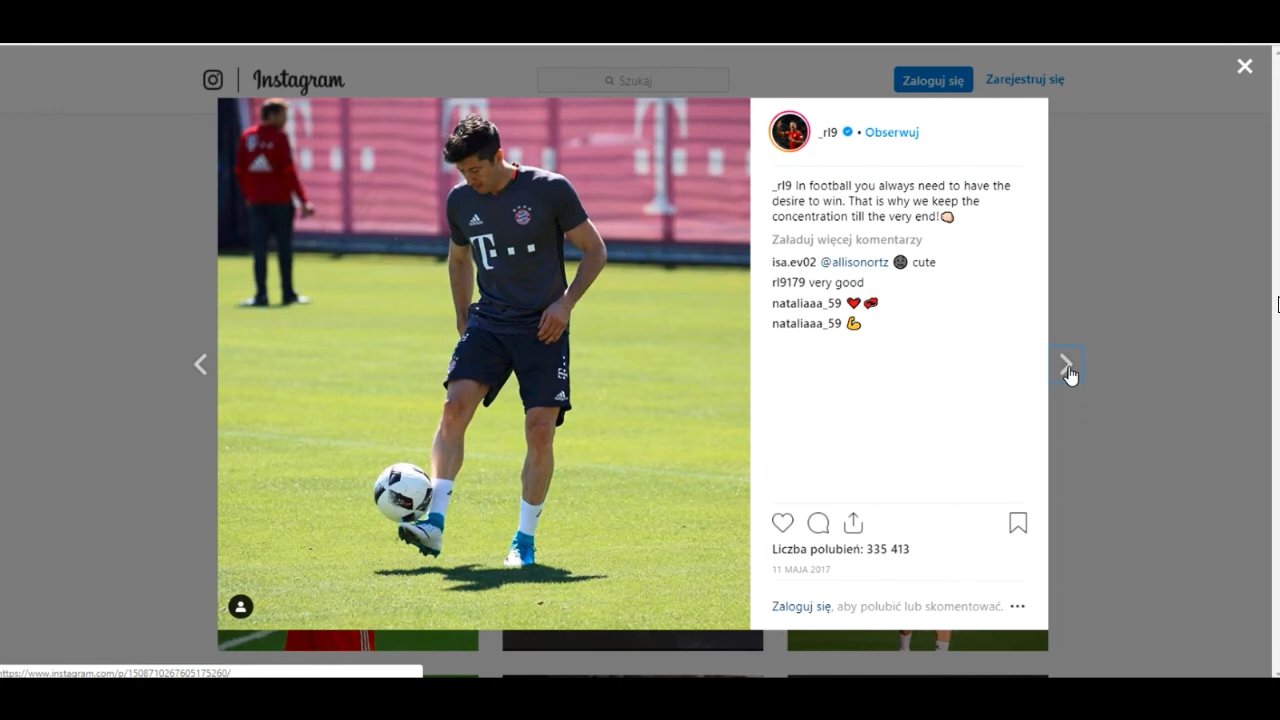 Instagram
Szukaj
Zaloguj się
Zarejestruj się
_rl9 • Obserwuj
_rl9 In football you always need to have the
desire to win. That is why we keep the
concentration till the very end!👊🏻
Załaduj więcej komentarzy
isa.ev02 @allisonortz 🌚 cute
rl9179 very good
nataliaaa_59 ❤️💋
nataliaaa_59 💪
T
Liczba polubień: 335 413
11 MAJA 2017
Zaloguj się, aby polubić lub skomentować.
https://www.instagram.com/p/1508710267605175260/